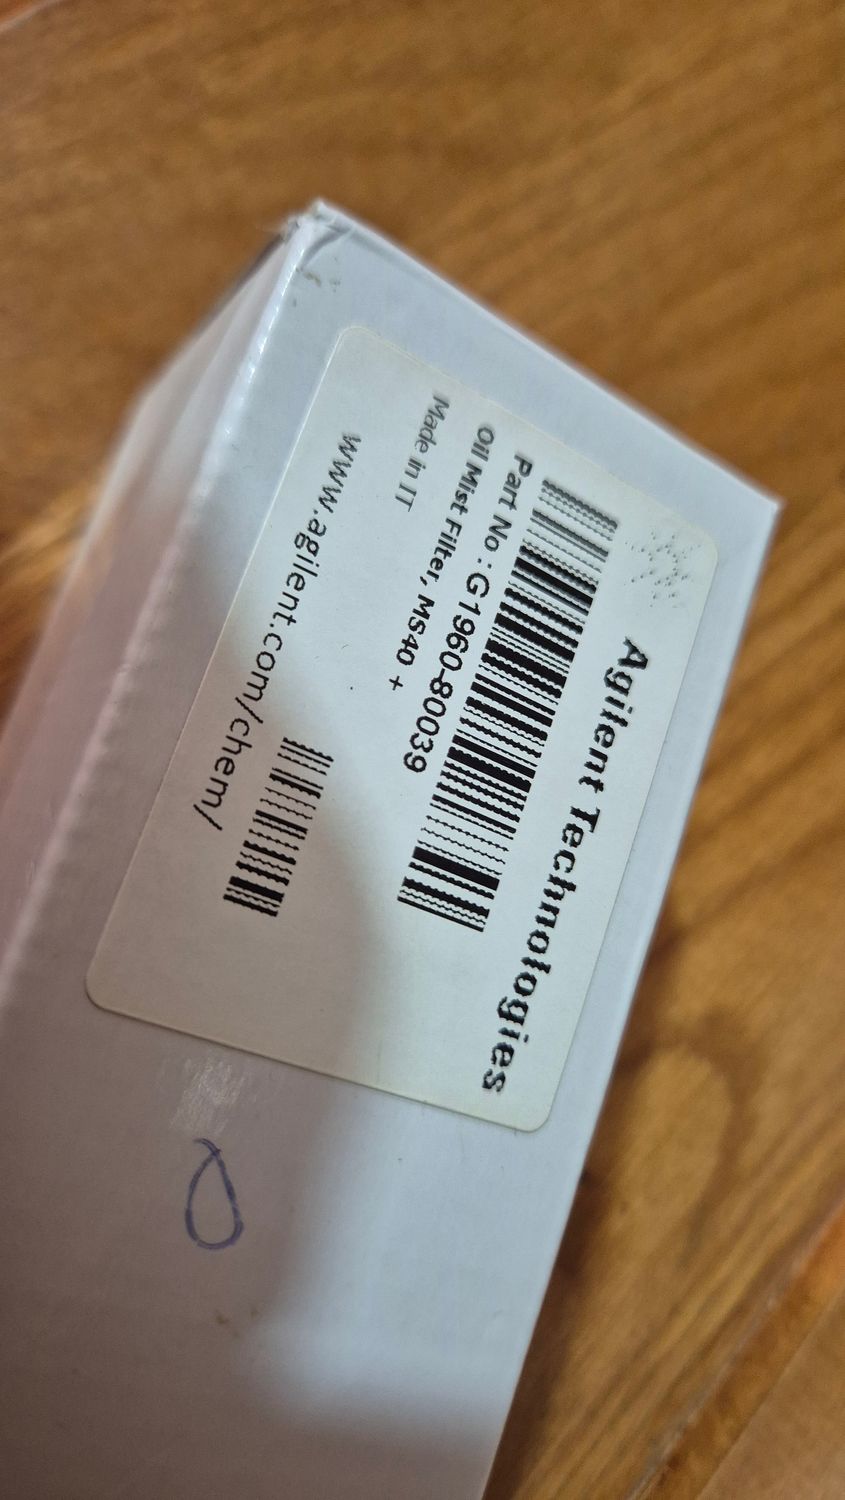 Agilent Technologies
Part No : G1960-80039
Oil Mist Filter, MS40 +
Made in IT
www.agilent.com/chem/